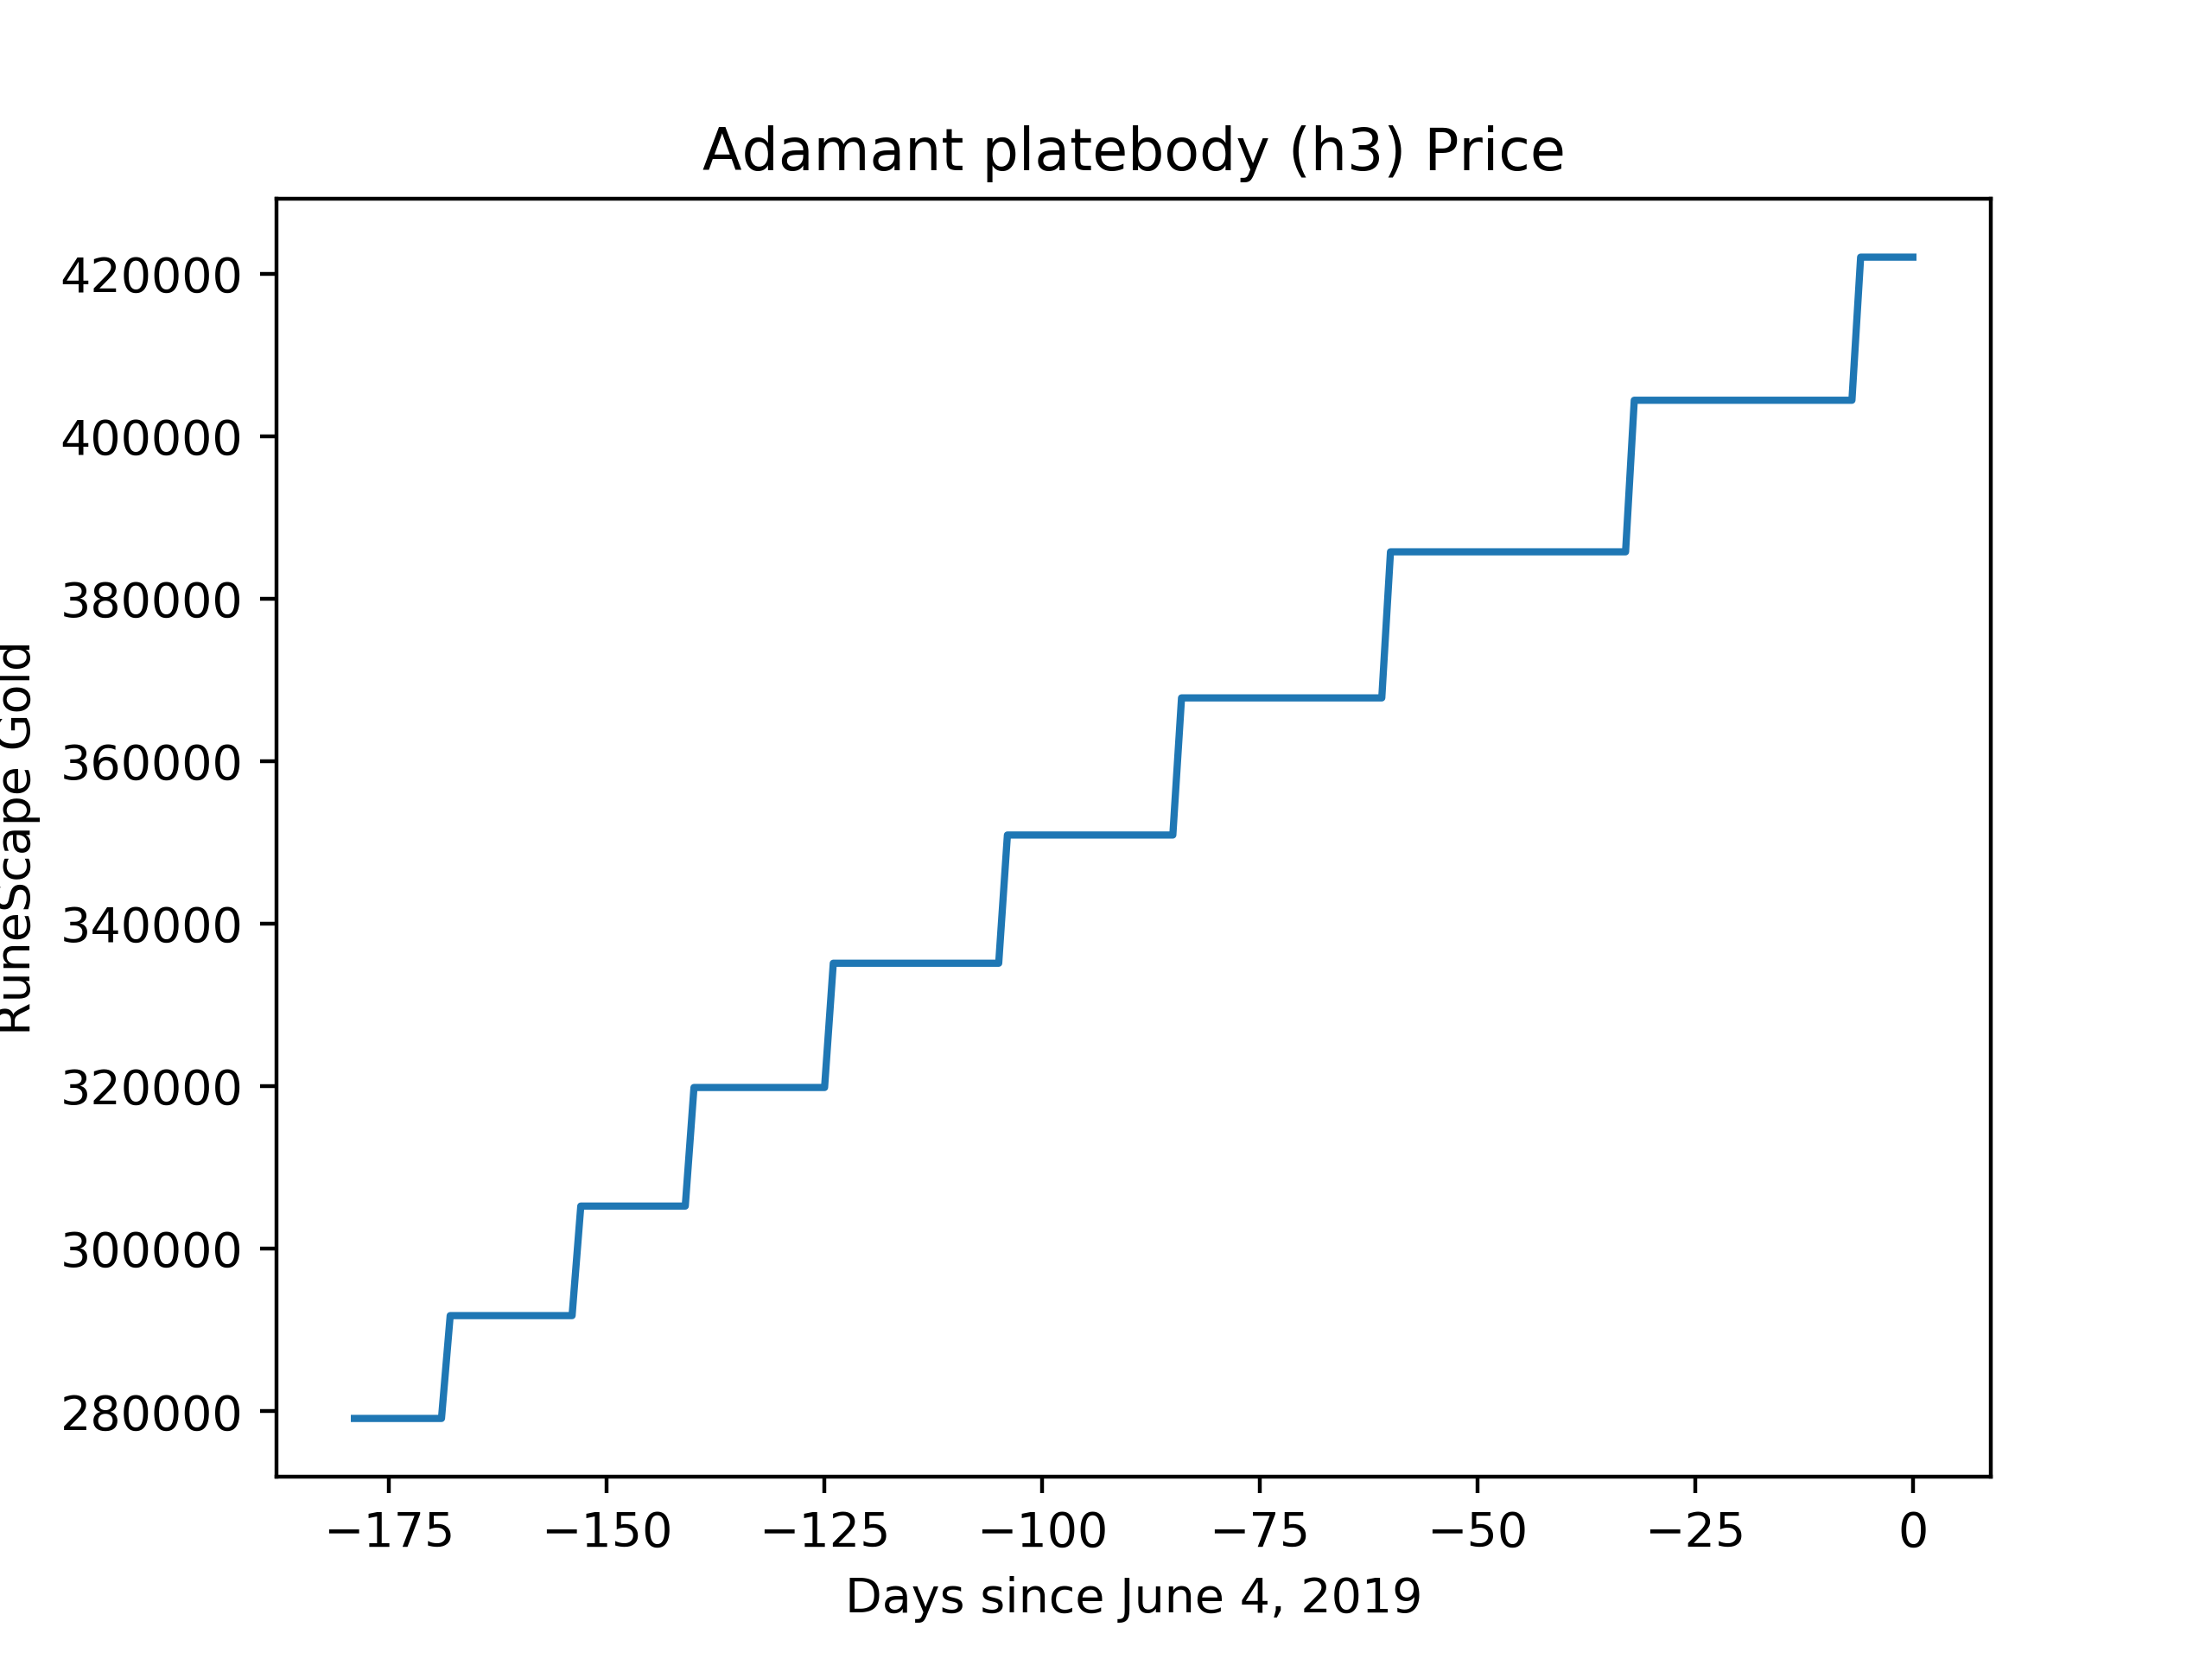 Adamant platebody (h3) Price
420000
400000
380000
360000
340000
320000
300000
280000
RuneScape Gold
−175 −150 −125 −100 −75 −50 −25 0
Days since June 4, 2019